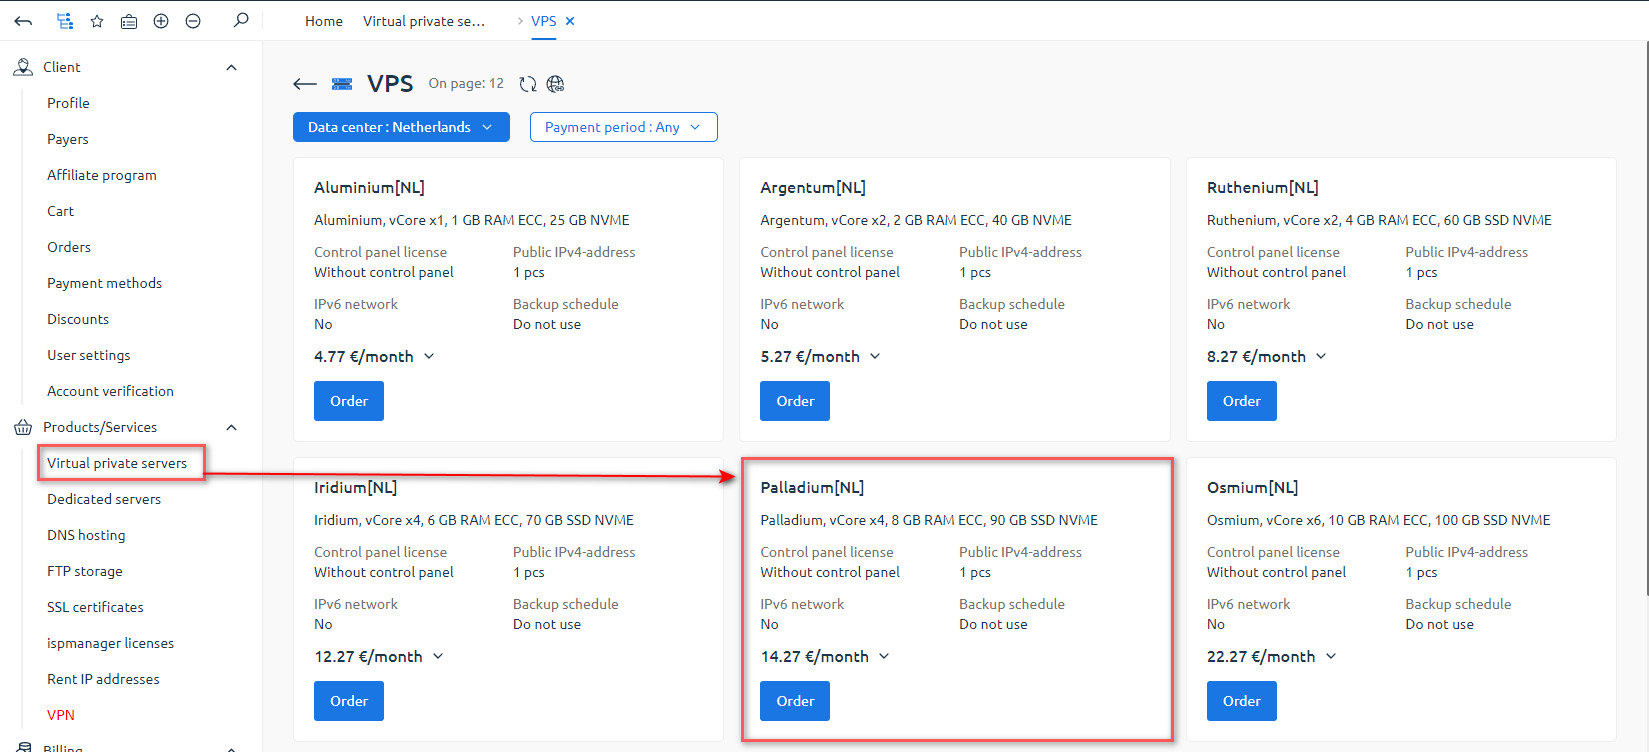 Home Virtual private se... > VPS ×
Client
Profile
Payers
Affiliate program
Cart
Orders
Payment methods
Discounts
User settings
Account verification
Products/Services
Virtual private servers
Dedicated servers
DNS hosting
FTP storage
SSL certificates
ispmanager licenses
Rent IP addresses
VPN
Billing
VPS On page: 12
Data center : Netherlands
Payment period : Any
Aluminium[NL]
Aluminium, vCore x1, 1 GB RAM ECC, 25 GB NVME
Control panel license Public IPv4-address
Without control panel 1 pcs
IPv6 network Backup schedule
No Do not use
4.77 €/month
Order
Argentum[NL]
Argentum, vCore x2, 2 GB RAM ECC, 40 GB NVME
Control panel license Public IPv4-address
Without control panel 1 pcs
IPv6 network Backup schedule
No Do not use
5.27 €/month
Order
Ruthenium[NL]
Ruthenium, vCore x2, 4 GB RAM ECC, 60 GB SSD NVME
Control panel license Public IPv4-address
Without control panel 1 pcs
IPv6 network Backup schedule
No Do not use
8.27 €/month
Order
Iridium[NL]
Iridium, vCore x4, 6 GB RAM ECC, 70 GB SSD NVME
Control panel license Public IPv4-address
Without control panel 1 pcs
IPv6 network Backup schedule
No Do not use
12.27 €/month
Order
Palladium[NL]
Palladium, vCore x4, 8 GB RAM ECC, 90 GB SSD NVME
Control panel license Public IPv4-address
Without control panel 1 pcs
IPv6 network Backup schedule
No Do not use
14.27 €/month
Order
Osmium[NL]
Osmium, vCore x6, 10 GB RAM ECC, 100 GB SSD NVME
Control panel license Public IPv4-address
Without control panel 1 pcs
IPv6 network Backup schedule
No Do not use
22.27 €/month
Order